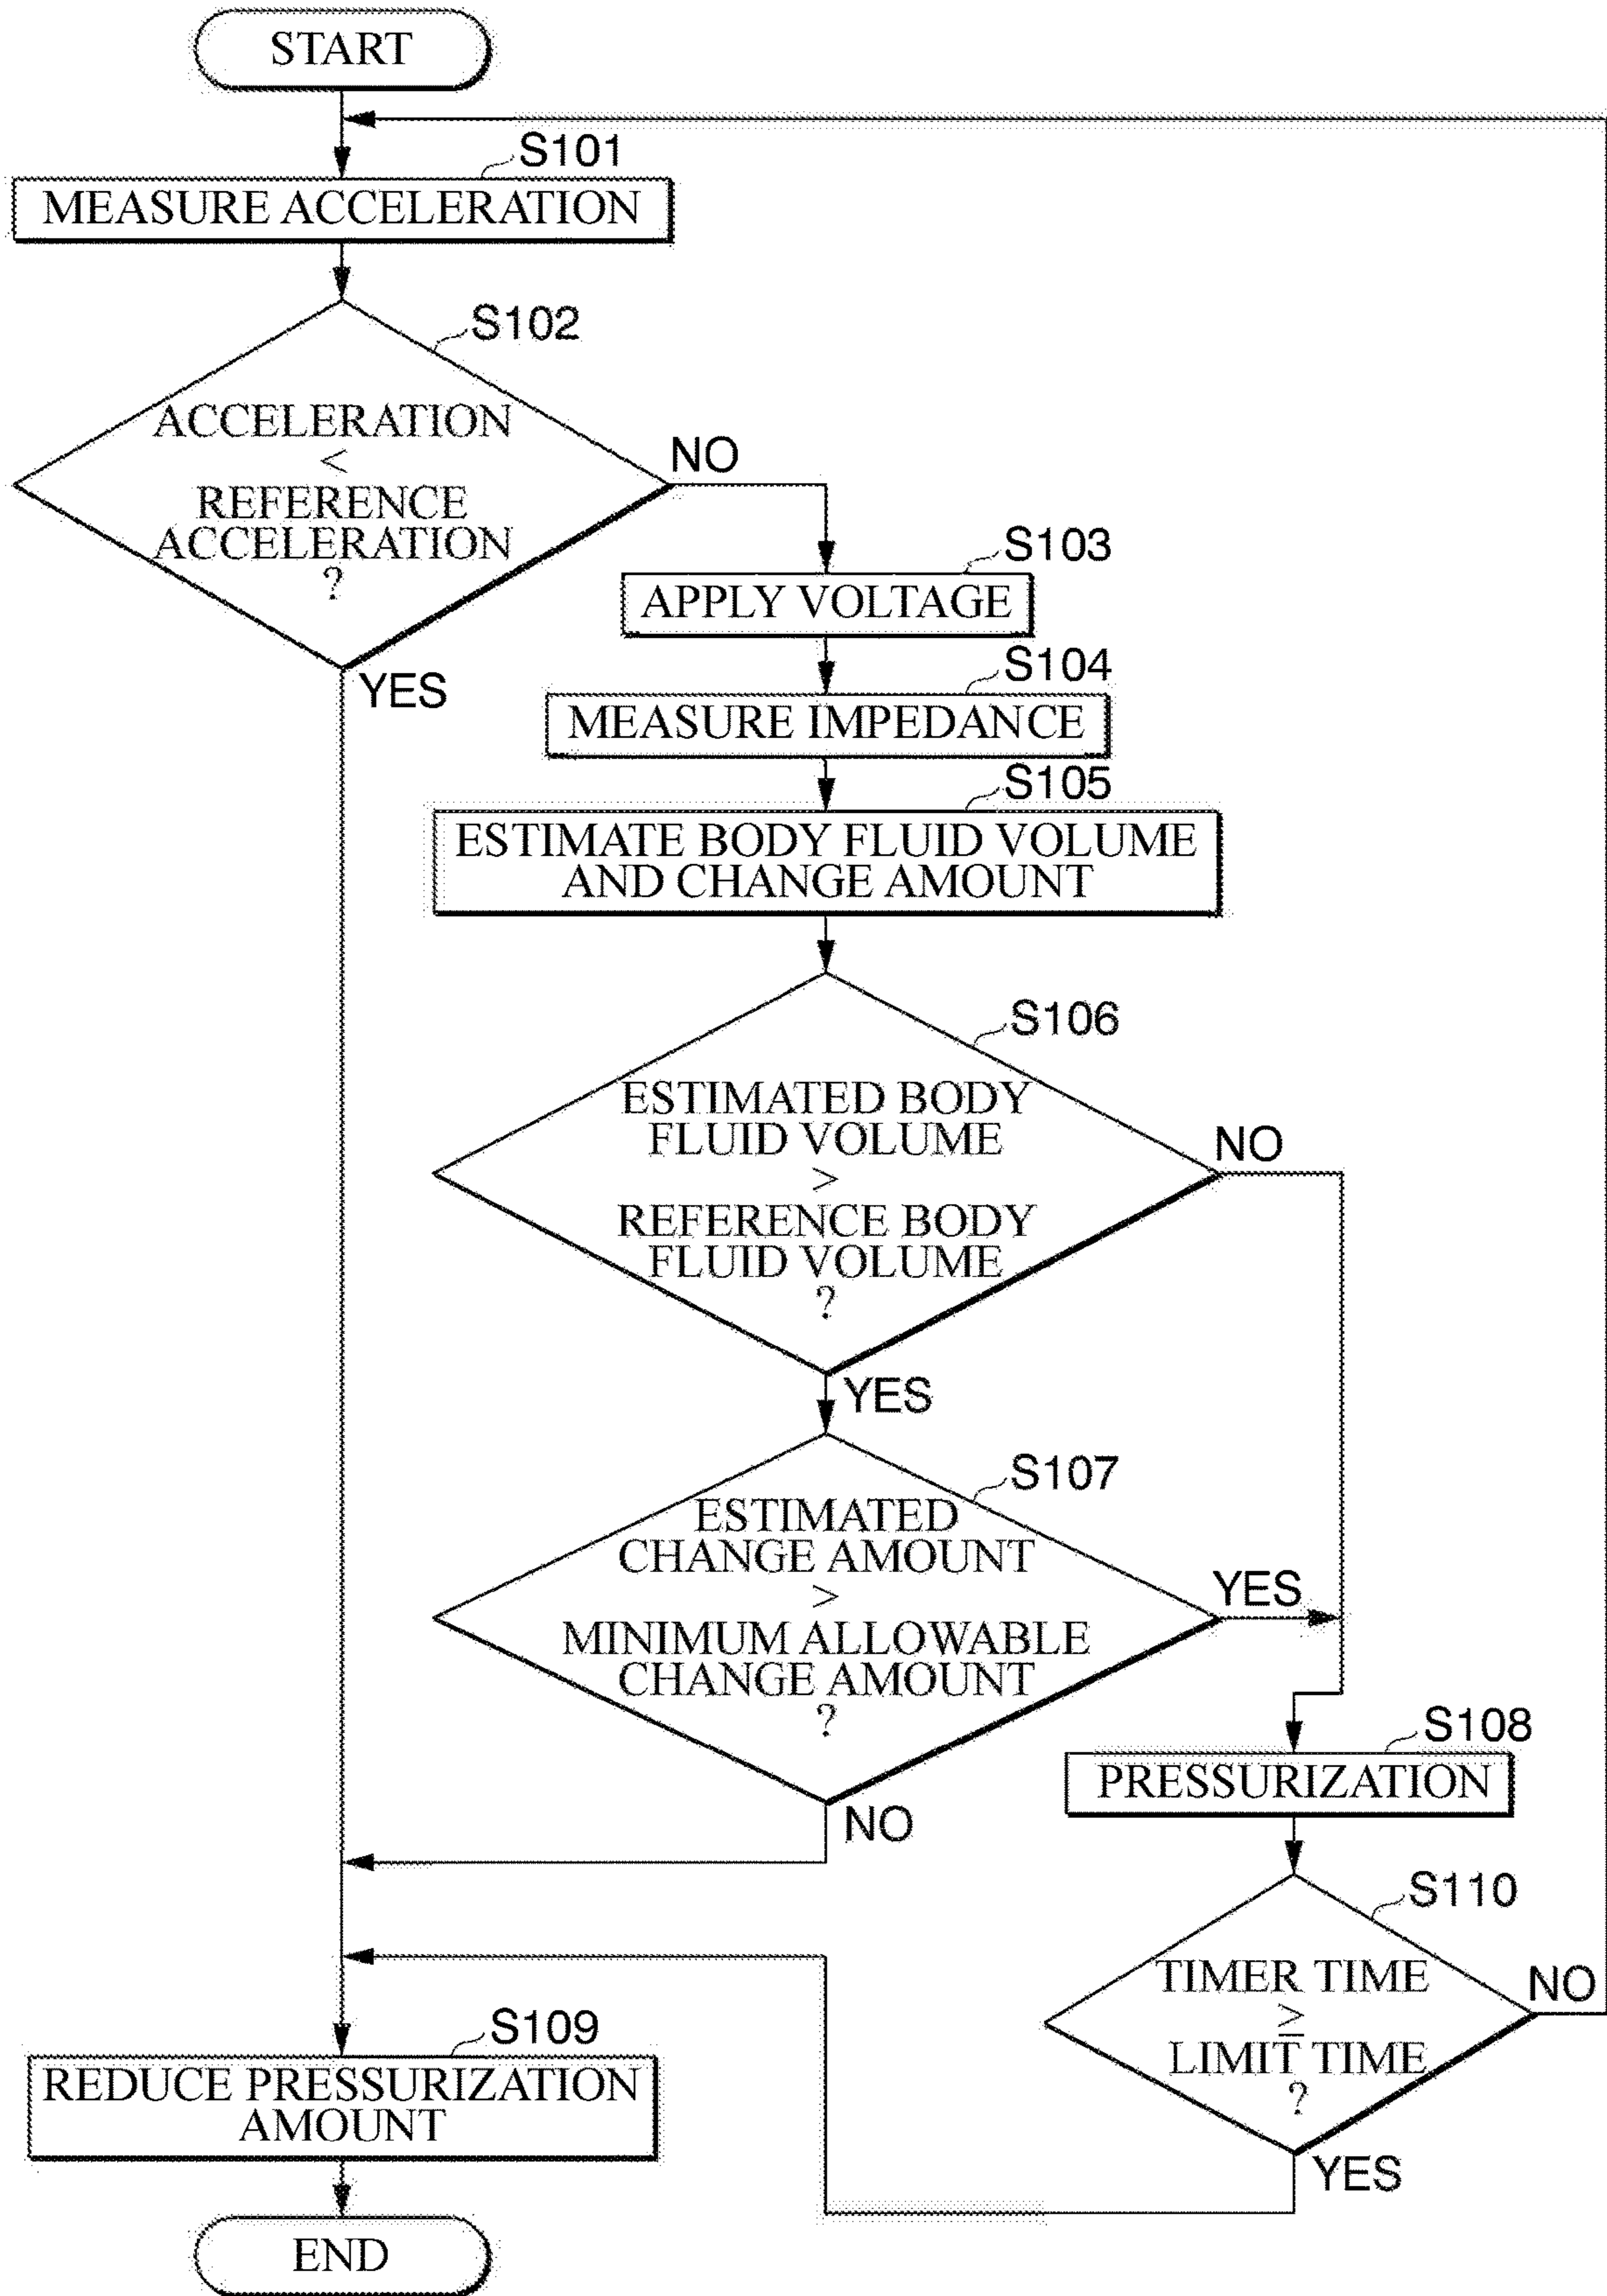 START
S101
MEASURE ACCELERATION
S102
ACCELERATION
<
REFERENCE
ACCELERATION
?
NO
YES
S103
APPLY VOLTAGE
S104
MEASURE IMPEDANCE
S105
ESTIMATE BODY FLUID VOLUME
AND CHANGE AMOUNT
S106
ESTIMATED BODY
FLUID VOLUME
>
REFERENCE BODY
FLUID VOLUME
?
NO
YES
S107
ESTIMATED
CHANGE AMOUNT
>
MINIMUM ALLOWABLE
CHANGE AMOUNT
?
YES
NO
S108
PRESSURIZATION
S110
TIMER TIME
≥
LIMIT TIME
?
NO
YES
S109
REDUCE PRESSURIZATION
AMOUNT
END